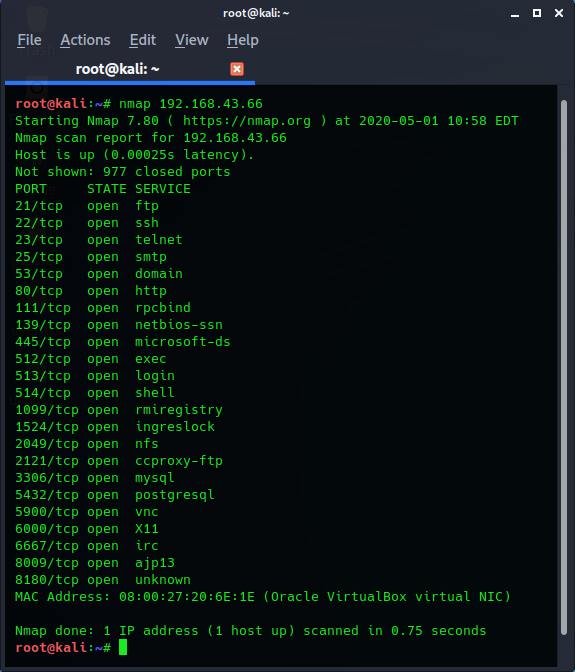 root@kali: ~
File Actions Edit View Help
root@kali: ~
root@kali:~# nmap 192.168.43.66
Starting Nmap 7.80 ( https://nmap.org ) at 2020-05-01 10:58 EDT
Nmap scan report for 192.168.43.66
Host is up (0.00025s latency).
Not shown: 977 closed ports
PORT     STATE SERVICE
21/tcp   open  ftp
22/tcp   open  ssh
23/tcp   open  telnet
25/tcp   open  smtp
53/tcp   open  domain
80/tcp   open  http
111/tcp  open  rpcbind
139/tcp  open  netbios-ssn
445/tcp  open  microsoft-ds
512/tcp  open  exec
513/tcp  open  login
514/tcp  open  shell
1099/tcp open  rmiregistry
1524/tcp open  ingreslock
2049/tcp open  nfs
2121/tcp open  ccproxy-ftp
3306/tcp open  mysql
5432/tcp open  postgresql
5900/tcp open  vnc
6000/tcp open  X11
6667/tcp open  irc
8009/tcp open  ajp13
8180/tcp open  unknown
MAC Address: 08:00:27:20:6E:1E (Oracle VirtualBox virtual NIC)
Nmap done: 1 IP address (1 host up) scanned in 0.75 seconds
root@kali:~#